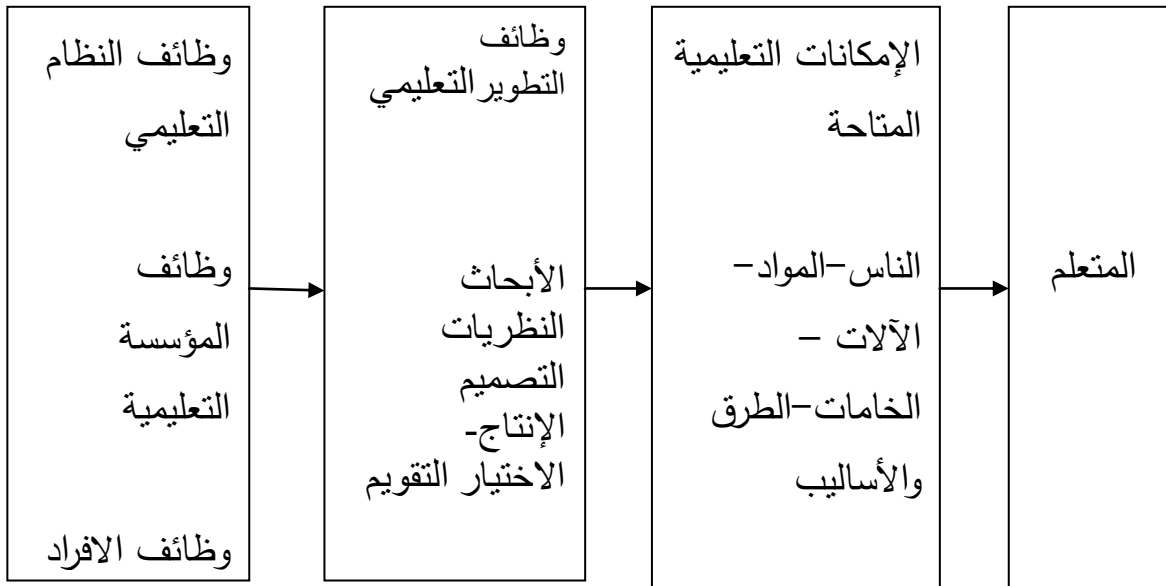 وظائف النظام
التعليمي
وظائف
المؤسسة
التعليمية
وظائف الافراد
وظائف
التطوير التعليمي
الأبحاث
النظريات
التصميم
الإنتاج-
الاختيار التقويم
الإمكانات التعليمية
المتاحة
الناس–المواد–
الآلات –
الخامات–الطرق
والأساليب
المتعلم